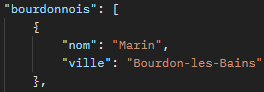 "bourdonnois": [
{
"nom": "Marin",
"ville": "Bourdon-les-Bains"
},